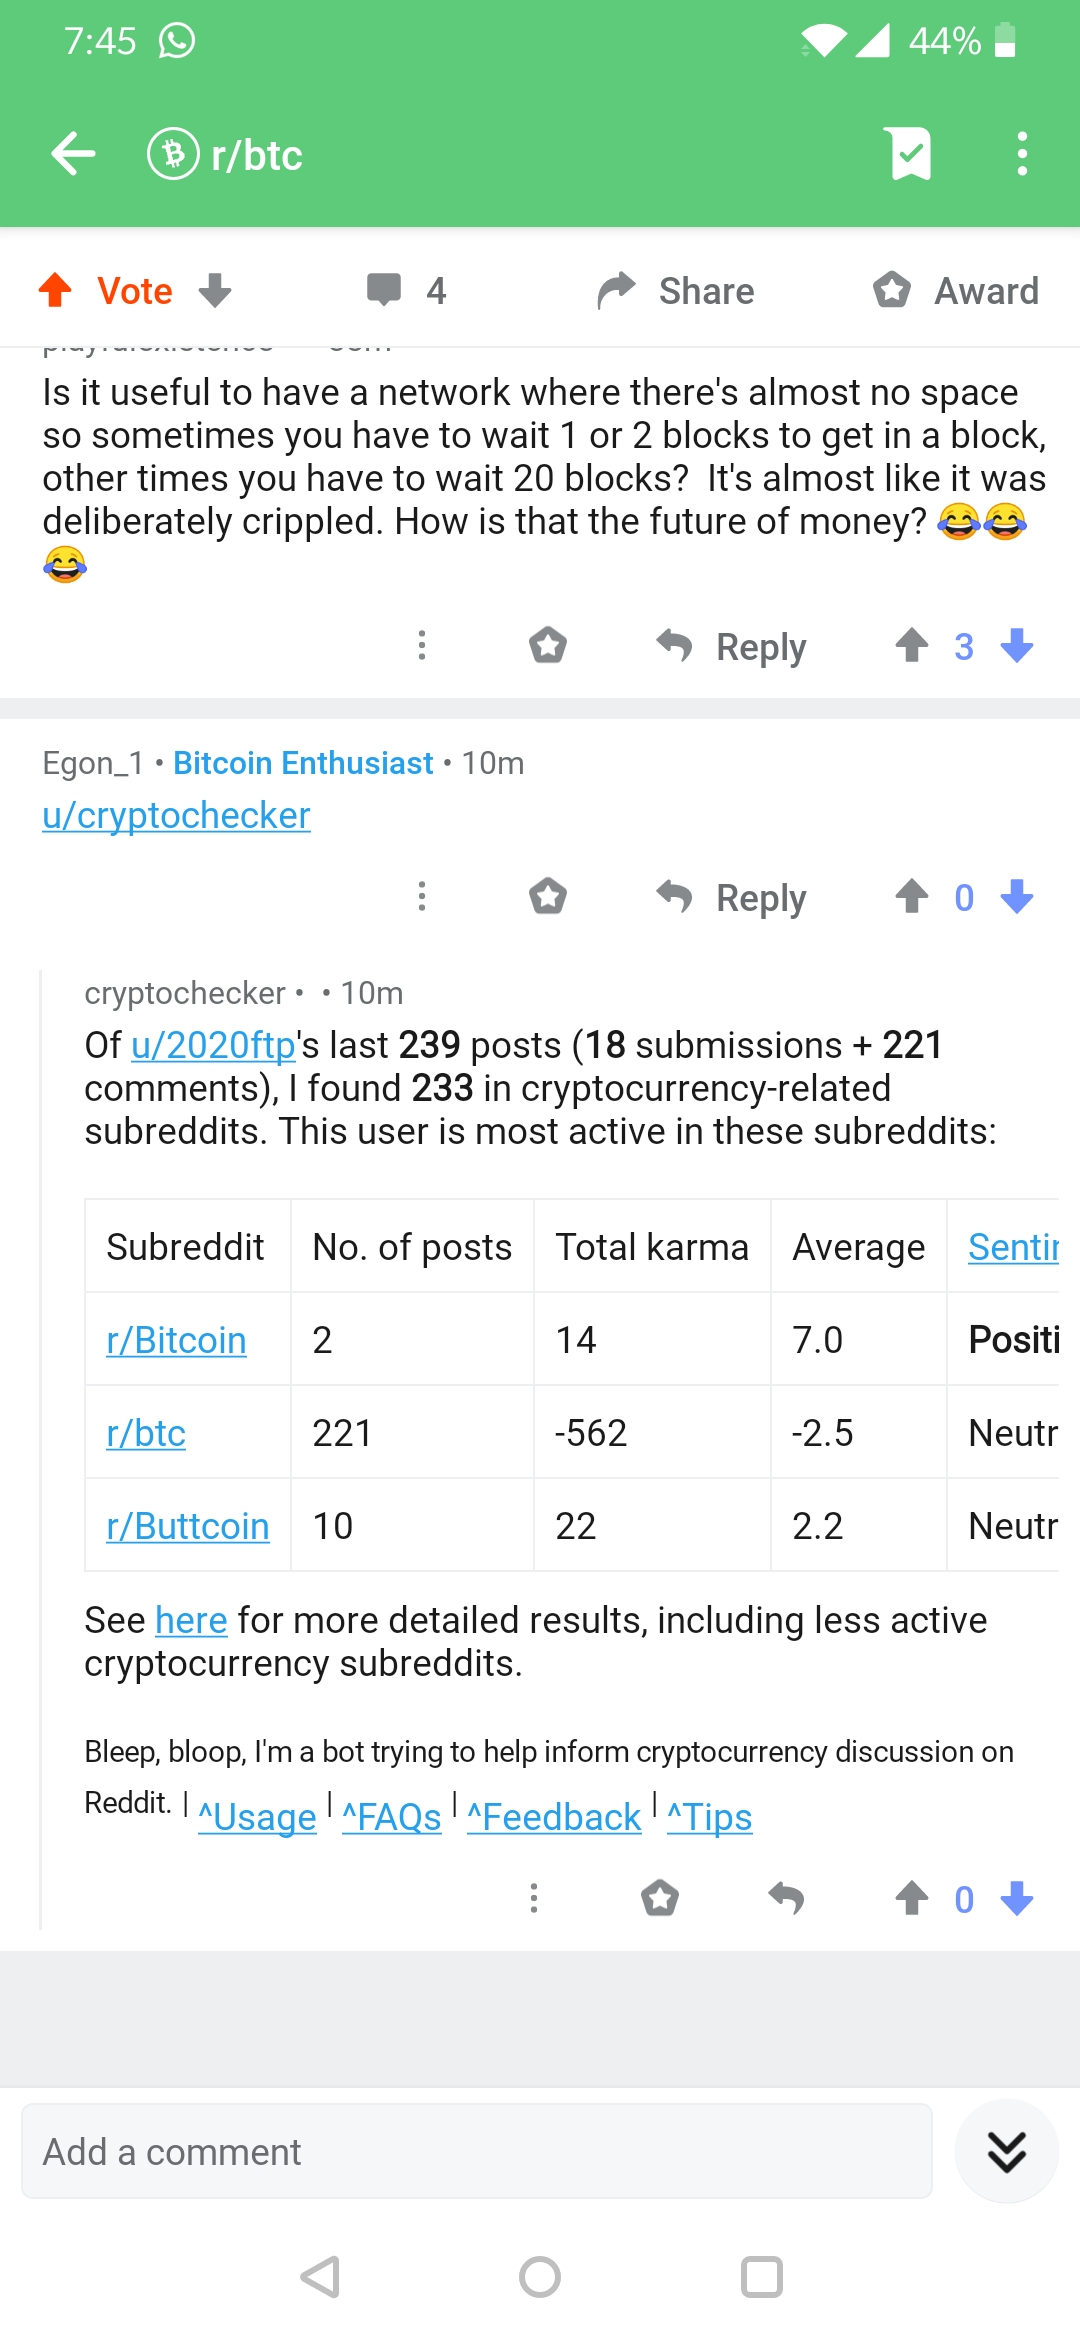 7:45 44%
r/btc
Vote 4 Share Award
Is it useful to have a network where there's almost no space
so sometimes you have to wait 1 or 2 blocks to get in a block,
other times you have to wait 20 blocks?  It's almost like it was
deliberately crippled. How is that the future of money? 😂😂
😂
Reply 3
Egon_1 • Bitcoin Enthusiast • 10m
u/cryptochecker
Reply 0
cryptochecker •  • 10m
Of u/2020ftp's last 239 posts (18 submissions + 221
comments), I found 233 in cryptocurrency-related
subreddits. This user is most active in these subreddits:
Subreddit No. of posts Total karma Average Sentir
r/Bitcoin 2 14 7.0 Positi
r/btc 221 -562 -2.5 Neutr
r/Buttcoin 10 22 2.2 Neutr
See here for more detailed results, including less active
cryptocurrency subreddits.
Bleep, bloop, I'm a bot trying to help inform cryptocurrency discussion on
Reddit. | ^Usage | ^FAQs | ^Feedback | ^Tips
0
Add a comment